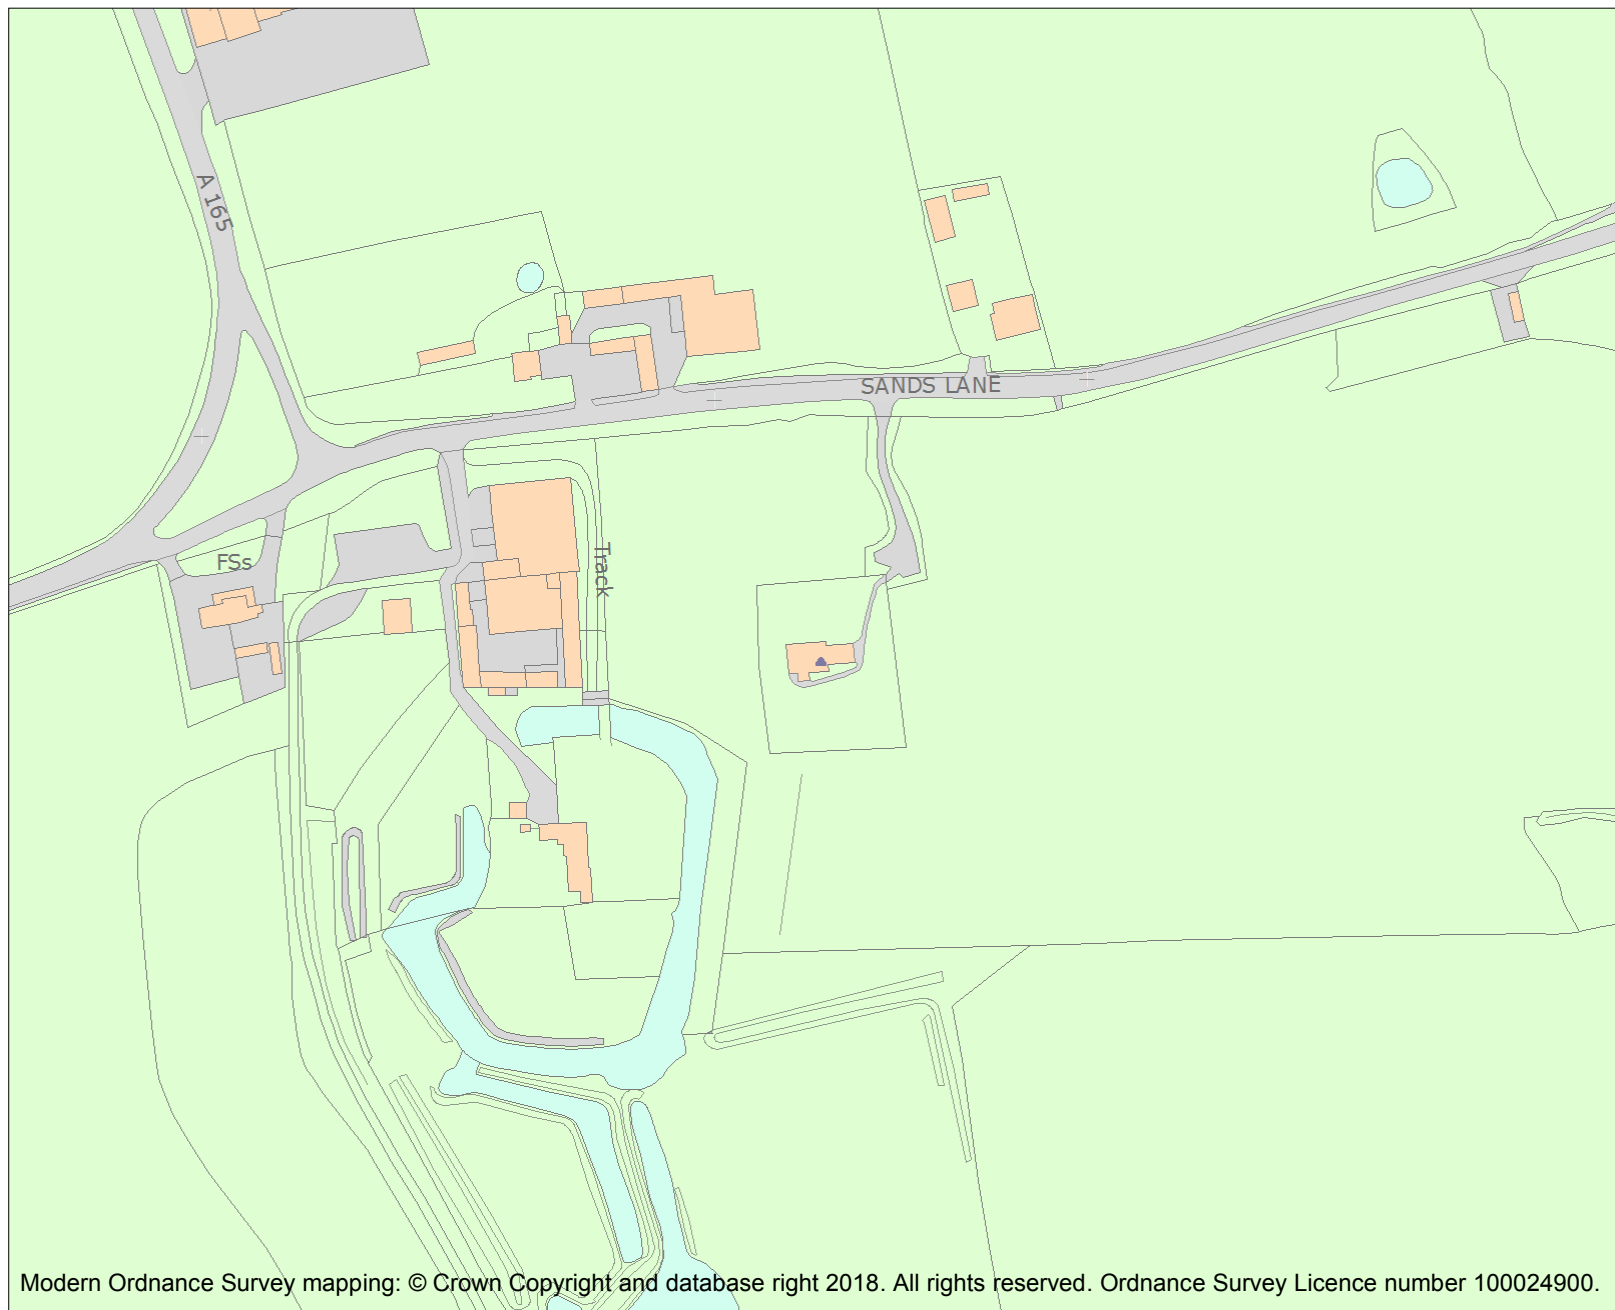 A 165
SANDS LANE
FSs
Track
Modern Ordnance Survey mapping: © Crown Copyright and database right 2018. All rights reserved. Ordnance Survey Licence number 100024900.